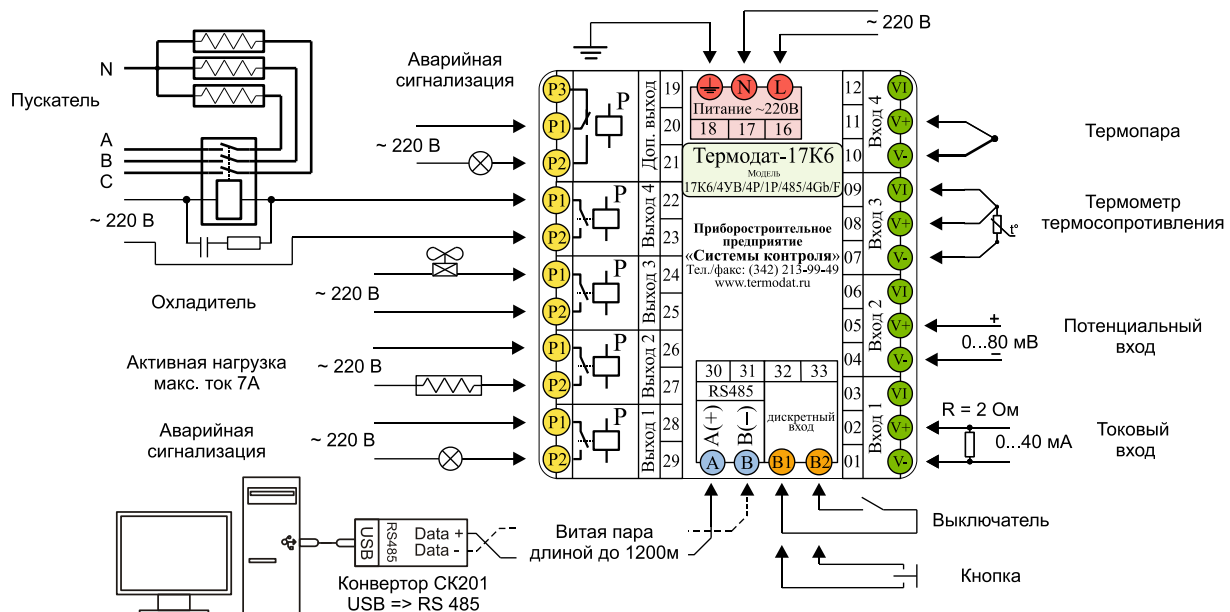 ~ 220 В
N
Пускатель
A
B
C
~ 220 В
Аварийная
сигнализация
~ 220 В
Охладитель
~ 220 В
Активная нагрузка
макс. ток 7А
~ 220 В
Аварийная
сигнализация
~ 220 В
P3
P1
P2
P
Доп. выход
19
20
21
P1
P2
P
Выход 4
22
23
P1
P2
P
Выход 3
24
25
P1
P2
P
Выход 2
26
27
P1
P2
P
Выход 1
28
29
N
L
Питание ~220В
18
17
16
Термодат-17К6
Модель
17К6/4УВ/4Р/1Р/485/4Gb/F
Приборостроительное
предприятие
«Системы контроля»
Тел./факс: (342) 213-99-49
www.termodat.ru
30
31
32
33
RS485
A(+)
B(−)
дискретный
вход
A
B
B1
B2
12
11
10
Вход 4
VI
V+
V-
09
08
07
Вход 3
VI
V+
V-
06
05
04
Вход 2
VI
V+
V-
03
02
01
Вход 1
VI
V+
V-
Термопара
Термометр
термосопротивления
t°
+
0...80 мВ
−
Потенциальный
вход
R = 2 Ом
0...40 мА
Токовый
вход
Выключатель
Кнопка
Витая пара
длиной до 1200м
USB
RS485
Data +
Data -
Конвертор СК201
USB => RS 485